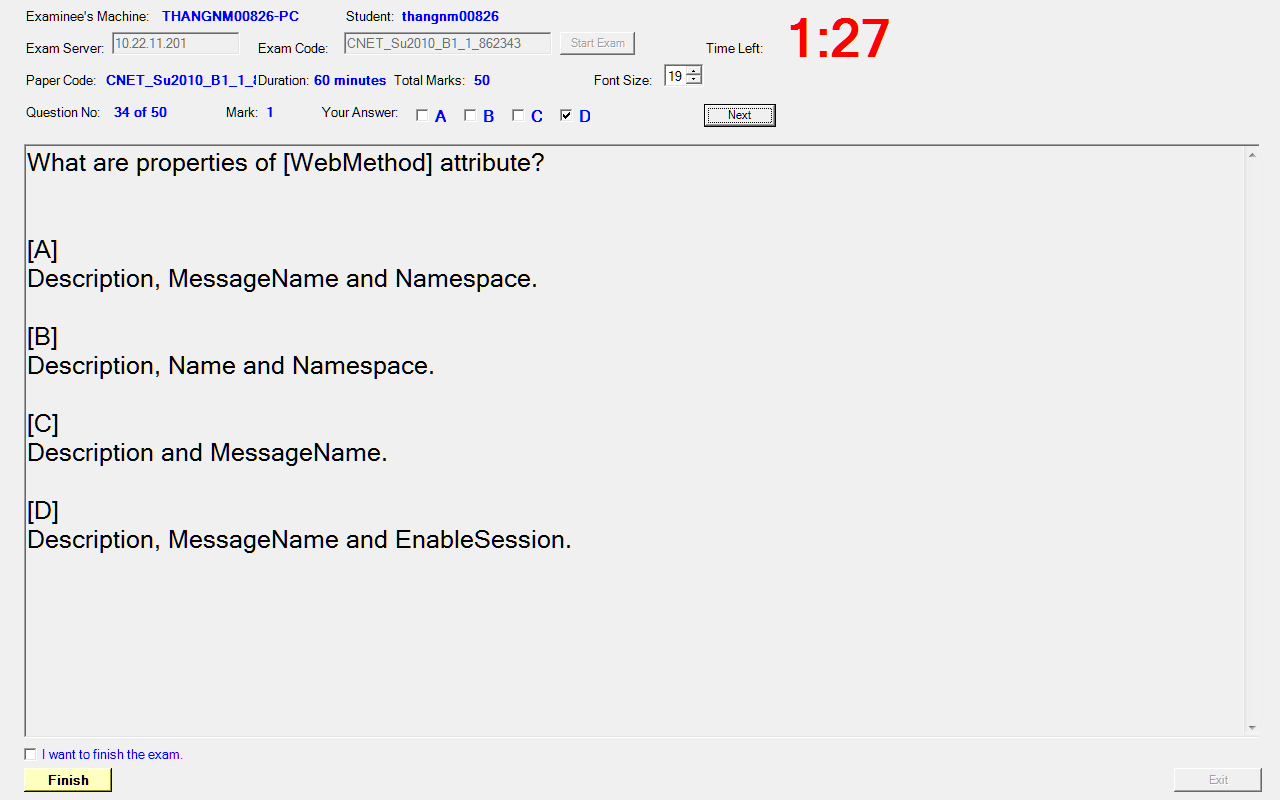 Examinee's Machine: THANGNM00826-PC Student: thangnm00826
Exam Server: 10.22.11.201 Exam Code: CNET_Su2010_B1_1_862343 Start Exam Time Left: 1:27
Paper Code: CNET_Su2010_B1_1_ Duration: 60 minutes Total Marks: 50 Font Size: 19
Question No: 34 of 50 Mark: 1 Your Answer: A B C D Next
What are properties of [WebMethod] attribute?
[A]
Description, MessageName and Namespace.
[B]
Description, Name and Namespace.
[C]
Description and MessageName.
[D]
Description, MessageName and EnableSession.
I want to finish the exam.
Finish Exit